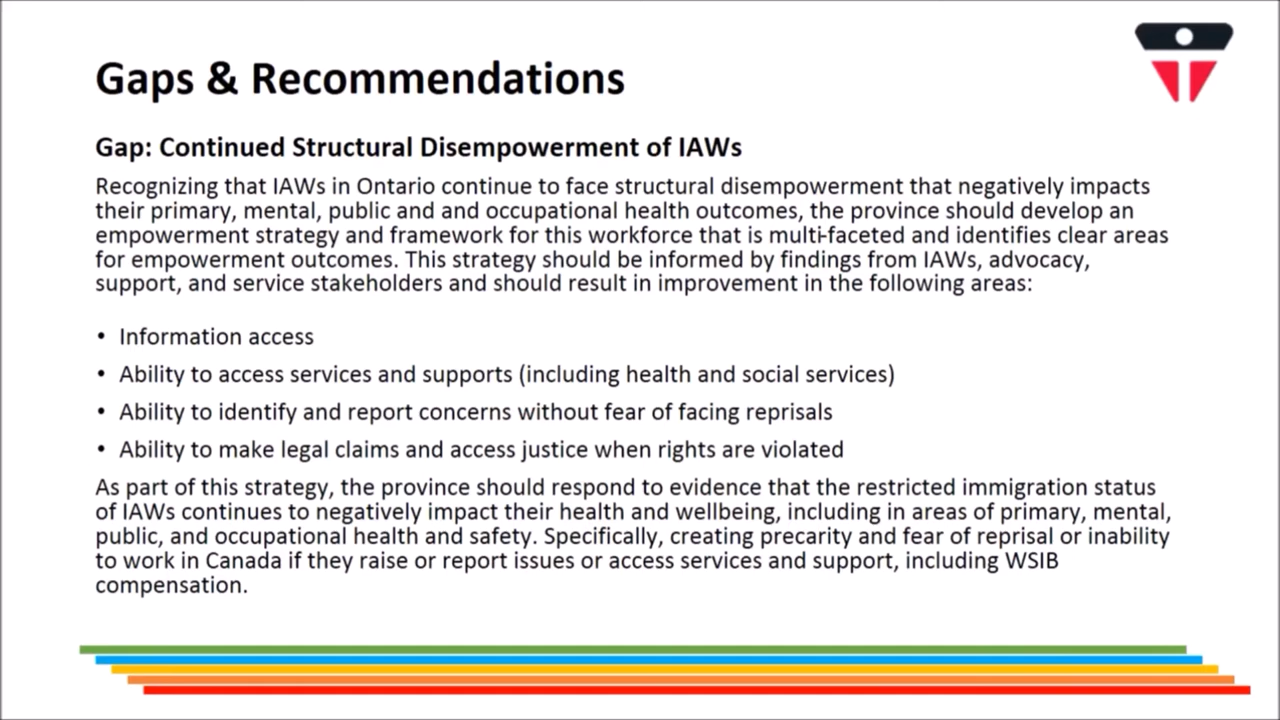 Gaps & Recommendations
Gap: Continued Structural Disempowerment of IAWs
Recognizing that IAWs in Ontario continue to face structural disempowerment that negatively impacts
their primary, mental, public and and occupational health outcomes, the province should develop an
empowerment strategy and framework for this workforce that is multi-faceted and identifies clear areas
for empowerment outcomes. This strategy should be informed by findings from IAWs, advocacy,
support, and service stakeholders and should result in improvement in the following areas:
• Information access
• Ability to access services and supports (including health and social services)
• Ability to identify and report concerns without fear of facing reprisals
• Ability to make legal claims and access justice when rights are violated
As part of this strategy, the province should respond to evidence that the restricted immigration status
of IAWs continues to negatively impact their health and wellbeing, including in areas of primary, mental,
public, and occupational health and safety. Specifically, creating precarity and fear of reprisal or inability
to work in Canada if they raise or report issues or access services and support, including WSIB
compensation.